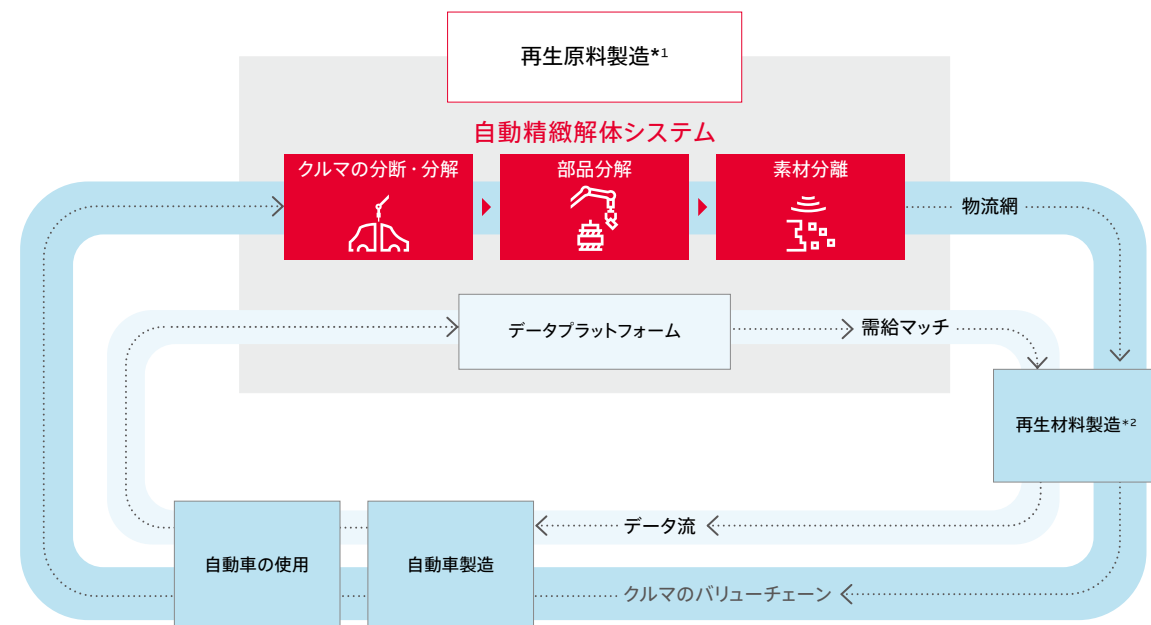 再生原料製造*1
自動精緻解体システム
クルマの分断・分解
部品分解
素材分離
物流網
データプラットフォーム
需給マッチ
再生材料製造*2
データ流
自動車の使用
自動車製造
クルマのバリューチェーン